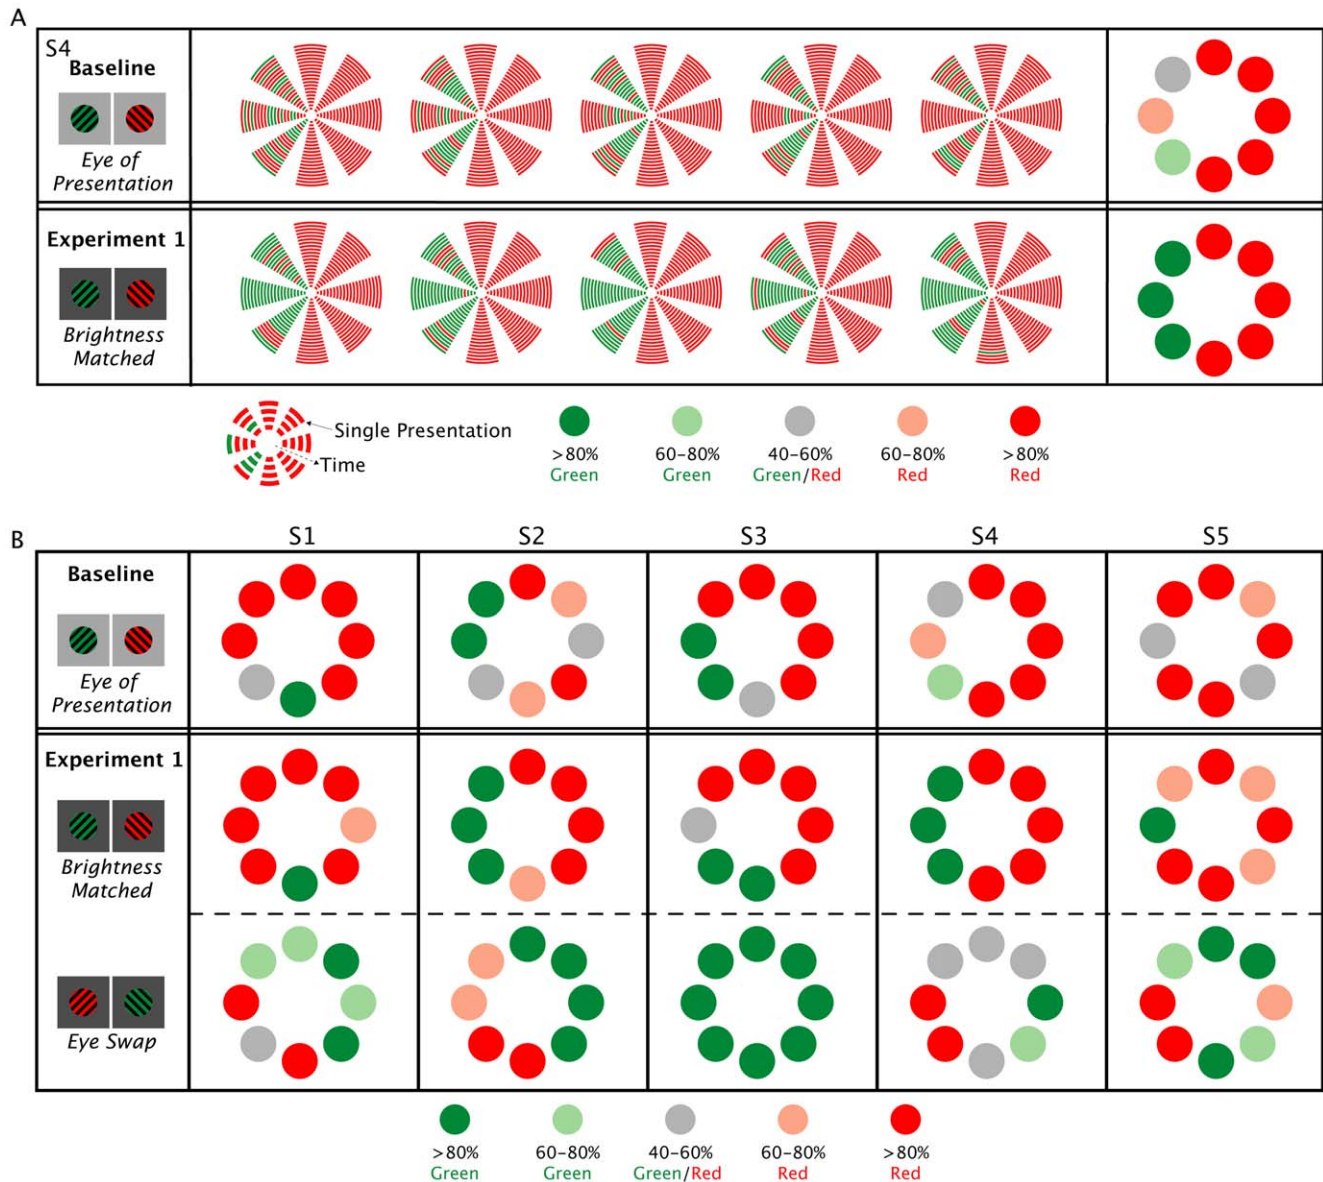 A
S4
Baseline
Eye of
Presentation
Experiment 1
Brightness
Matched
Single Presentation
Time
>80%
Green
60-80%
Green
40-60%
Green/Red
60-80%
Red
>80%
Red
B
S1
S2
S3
S4
S5
Baseline
Eye of
Presentation
Experiment 1
Brightness
Matched
Eye Swap
>80%
Green
60-80%
Green
40-60%
Green/Red
60-80%
Red
>80%
Red